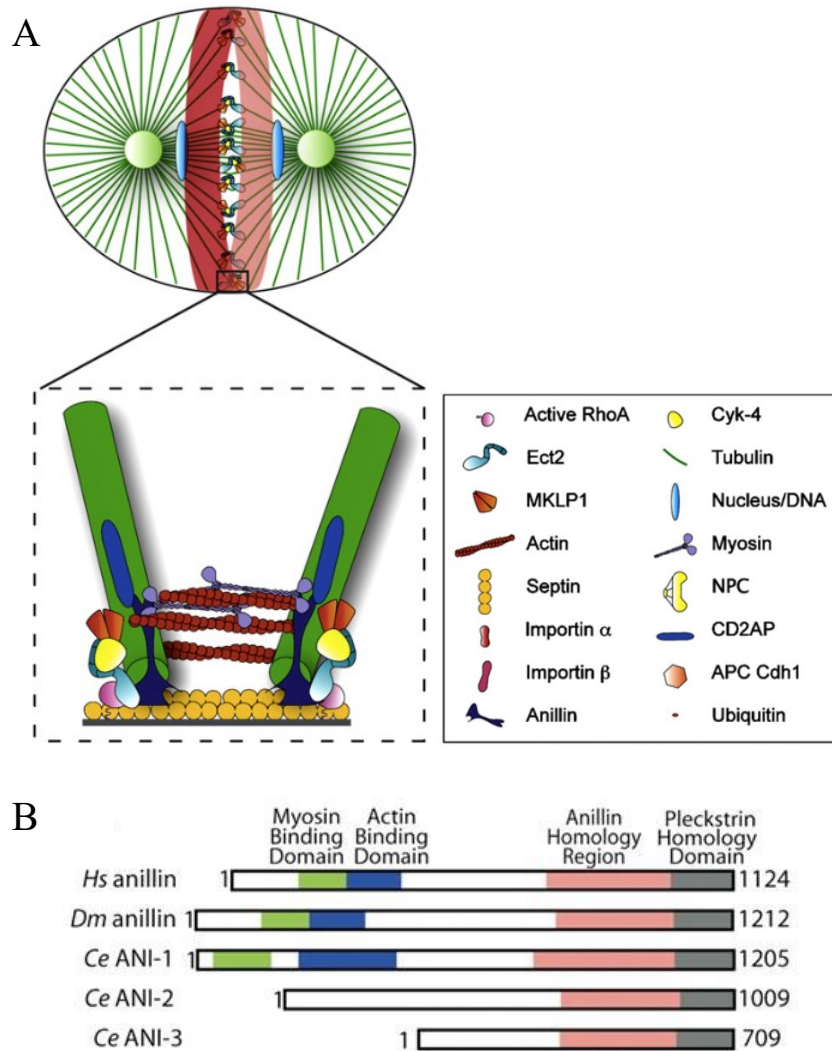 A
Active RhoA
Cyk-4
Ect2
Tubulin
MKLP1
Nucleus/DNA
Actin
Myosin
Septin
NPC
Importin α
CD2AP
Importin β
APC Cdh1
Anillin
Ubiquitin
B
Myosin Binding Domain
Actin Binding Domain
Anillin Homology Region
Pleckstrin Homology Domain
Hs anillin 1 1124
Dm anillin 1 1212
Ce ANI-1 1 1205
Ce ANI-2 1 1009
Ce ANI-3 1 709